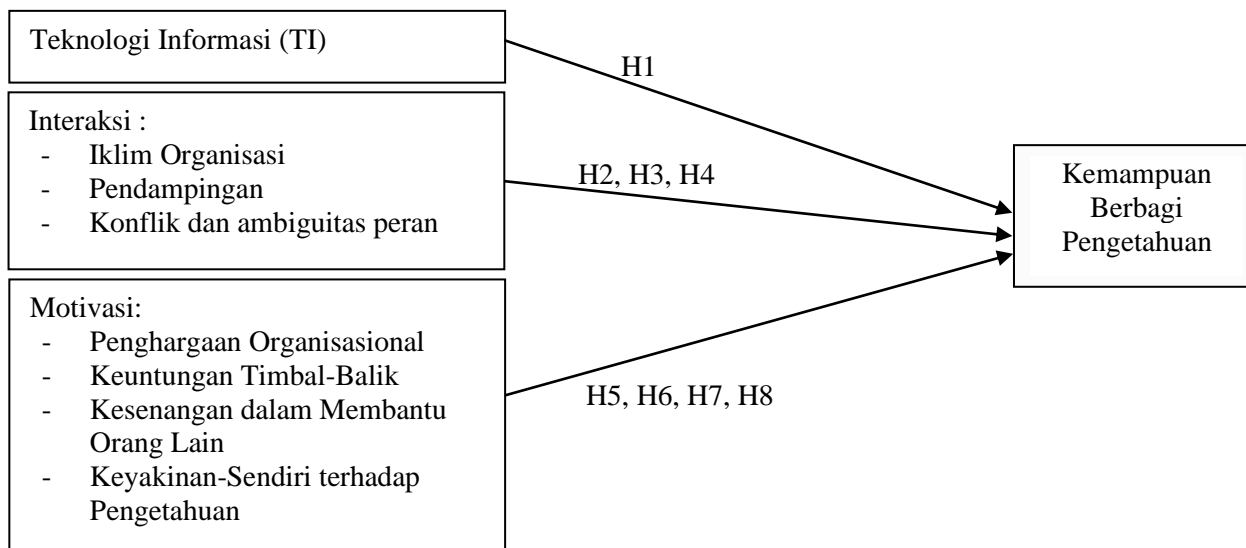 Teknologi Informasi (TI)
H1
Interaksi :
- Iklim Organisasi
- Pendampingan
- Konflik dan ambiguitas peran
H2, H3, H4
Kemampuan
Berbagi
Pengetahuan
Motivasi:
- Penghargaan Organisasional
- Keuntungan Timbal-Balik
- Kesenangan dalam Membantu
Orang Lain
- Keyakinan-Sendiri terhadap
Pengetahuan
H5, H6, H7, H8